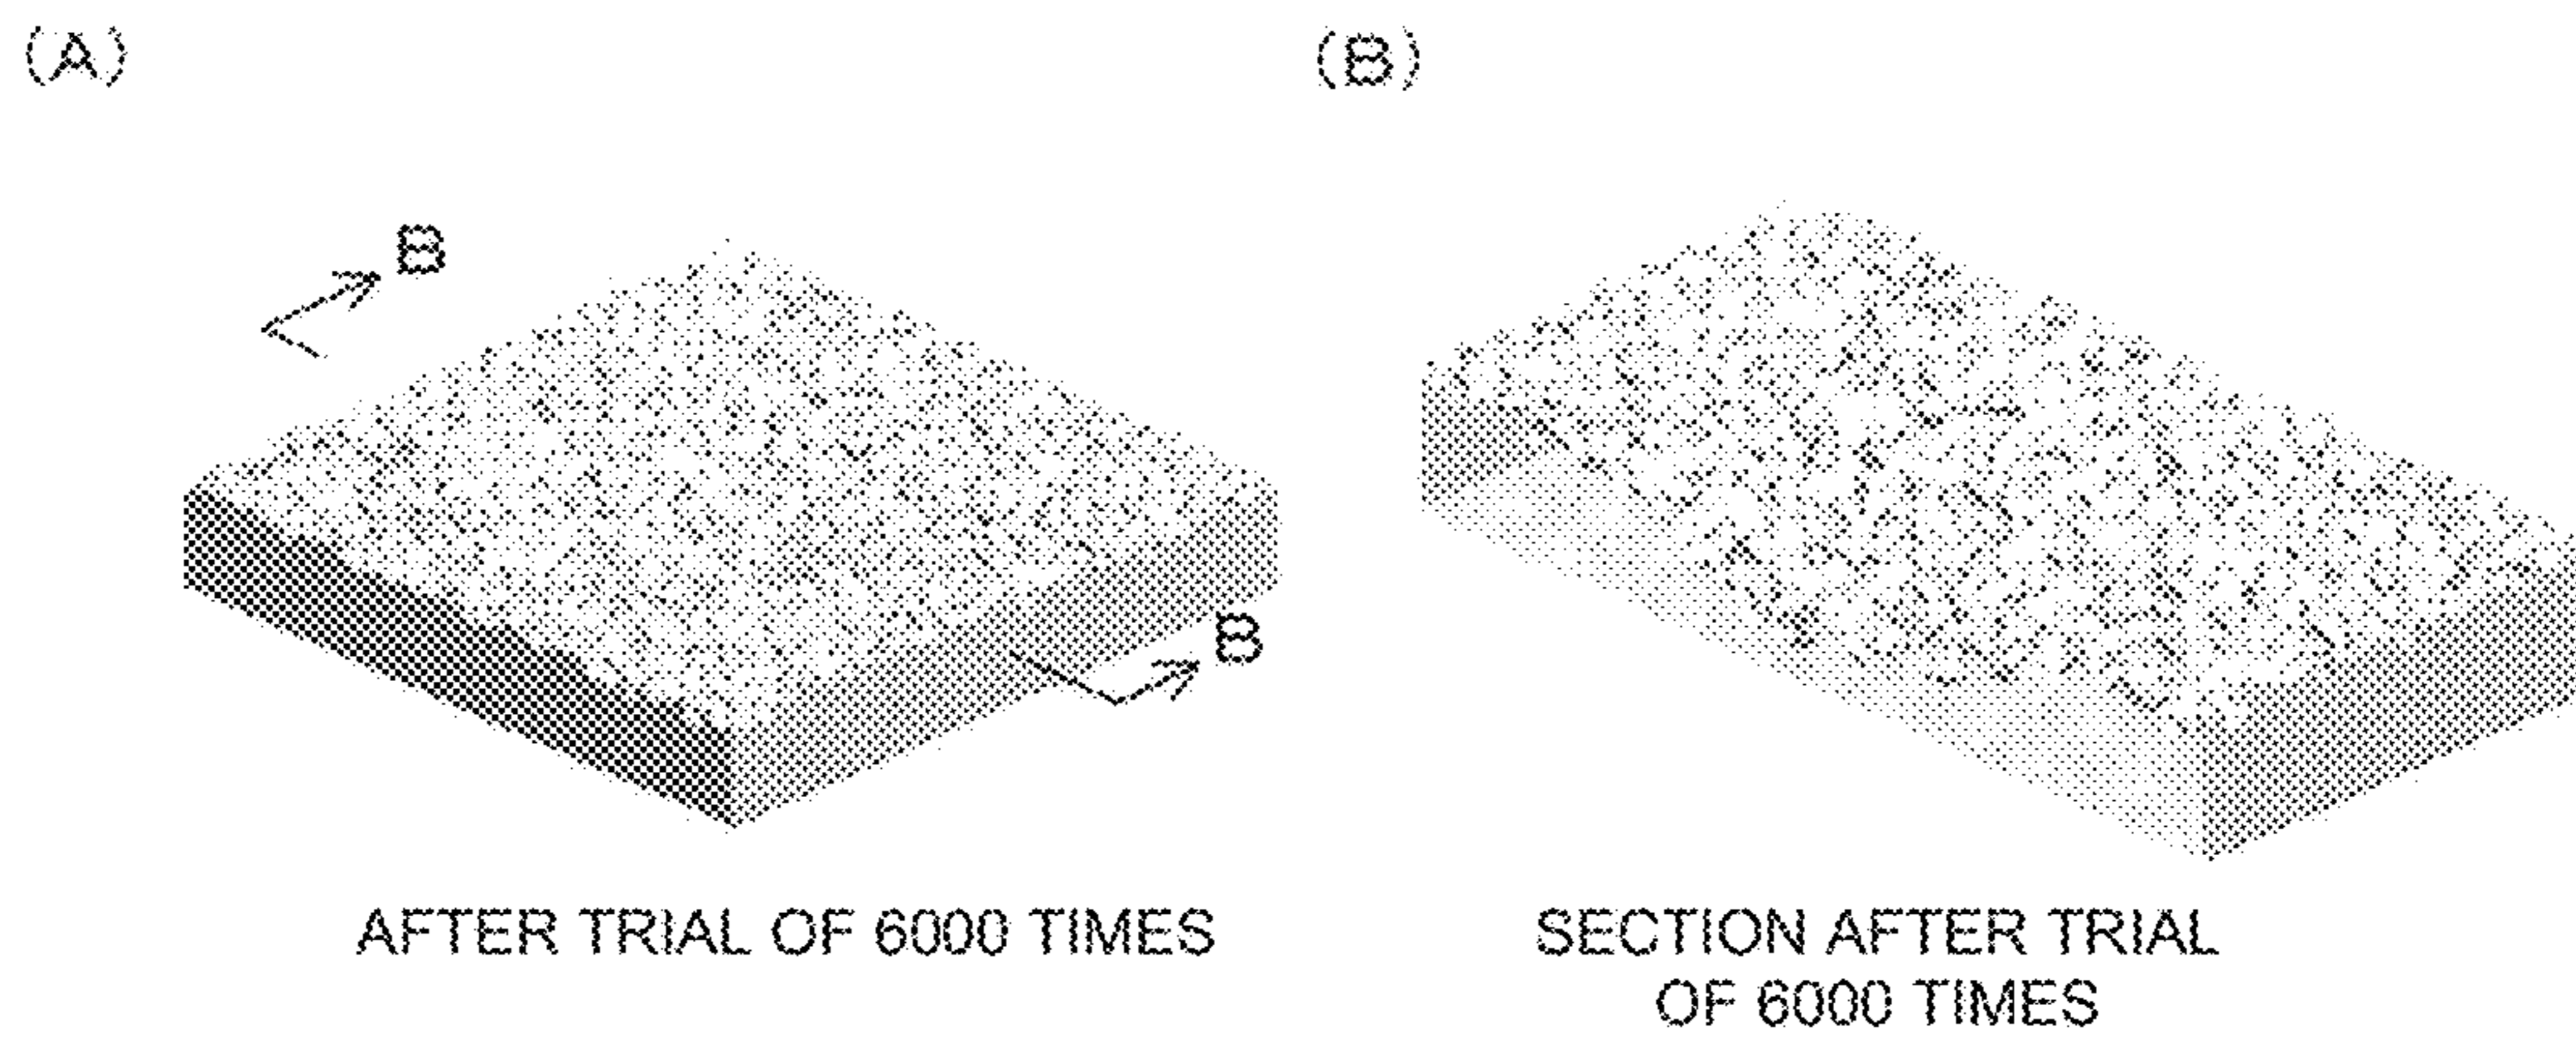 (A)
(B)
B
B
AFTER TRIAL OF 6000 TIMES
SECTION AFTER TRIAL
OF 6000 TIMES